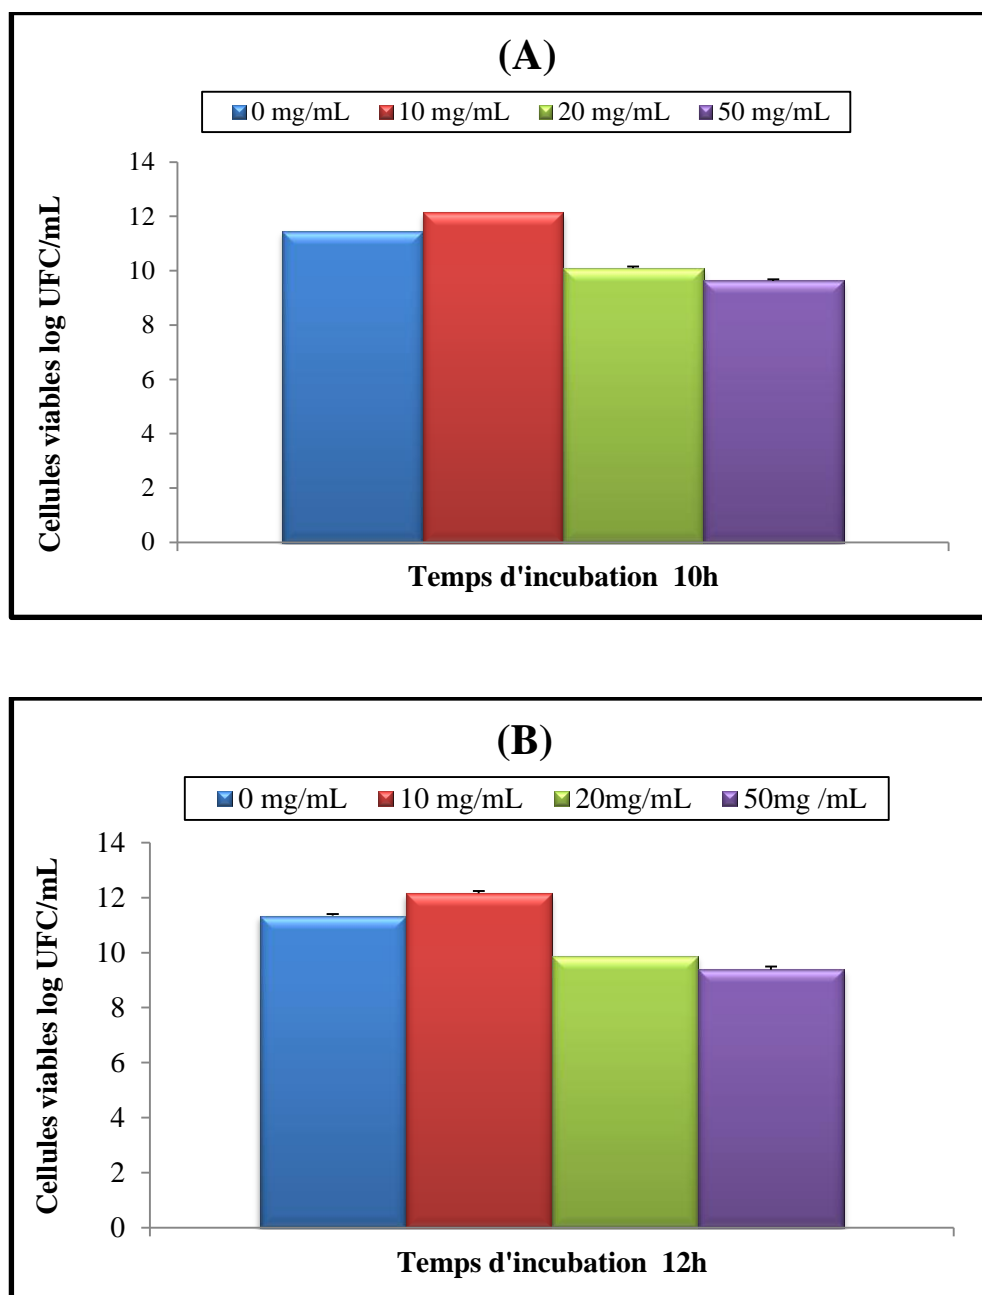 (A)
0 mg/mL 10 mg/mL 20 mg/mL 50 mg/mL
Cellules viables log UFC/mL
14
12
10
8
6
4
2
0
Temps d'incubation 10h
(B)
0 mg/mL 10 mg/mL 20mg/mL 50mg /mL
Cellules viables log UFC/mL
14
12
10
8
6
4
2
0
Temps d'incubation 12h